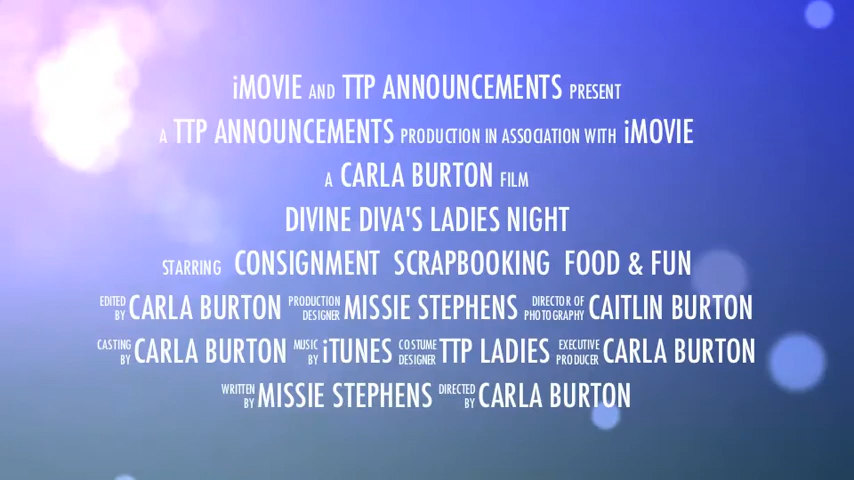 iMOVIE AND TTP ANNOUNCEMENTS PRESENT
A TTP ANNOUNCEMENTS PRODUCTION IN ASSOCIATION WITH iMOVIE
A CARLA BURTON FILM
DIVINE DIVA'S LADIES NIGHT
STARRING CONSIGNMENT SCRAPBOOKING FOOD & FUN
EDITED BY CARLA BURTON PRODUCTION DESIGNER MISSIE STEPHENS DIRECTOR OF PHOTOGRAPHY CAITLIN BURTON
CASTING BY CARLA BURTON MUSIC BY iTUNES COSTUME DESIGNER TTP LADIES EXECUTIVE PRODUCER CARLA BURTON
WRITTEN BY MISSIE STEPHENS DIRECTED BY CARLA BURTON